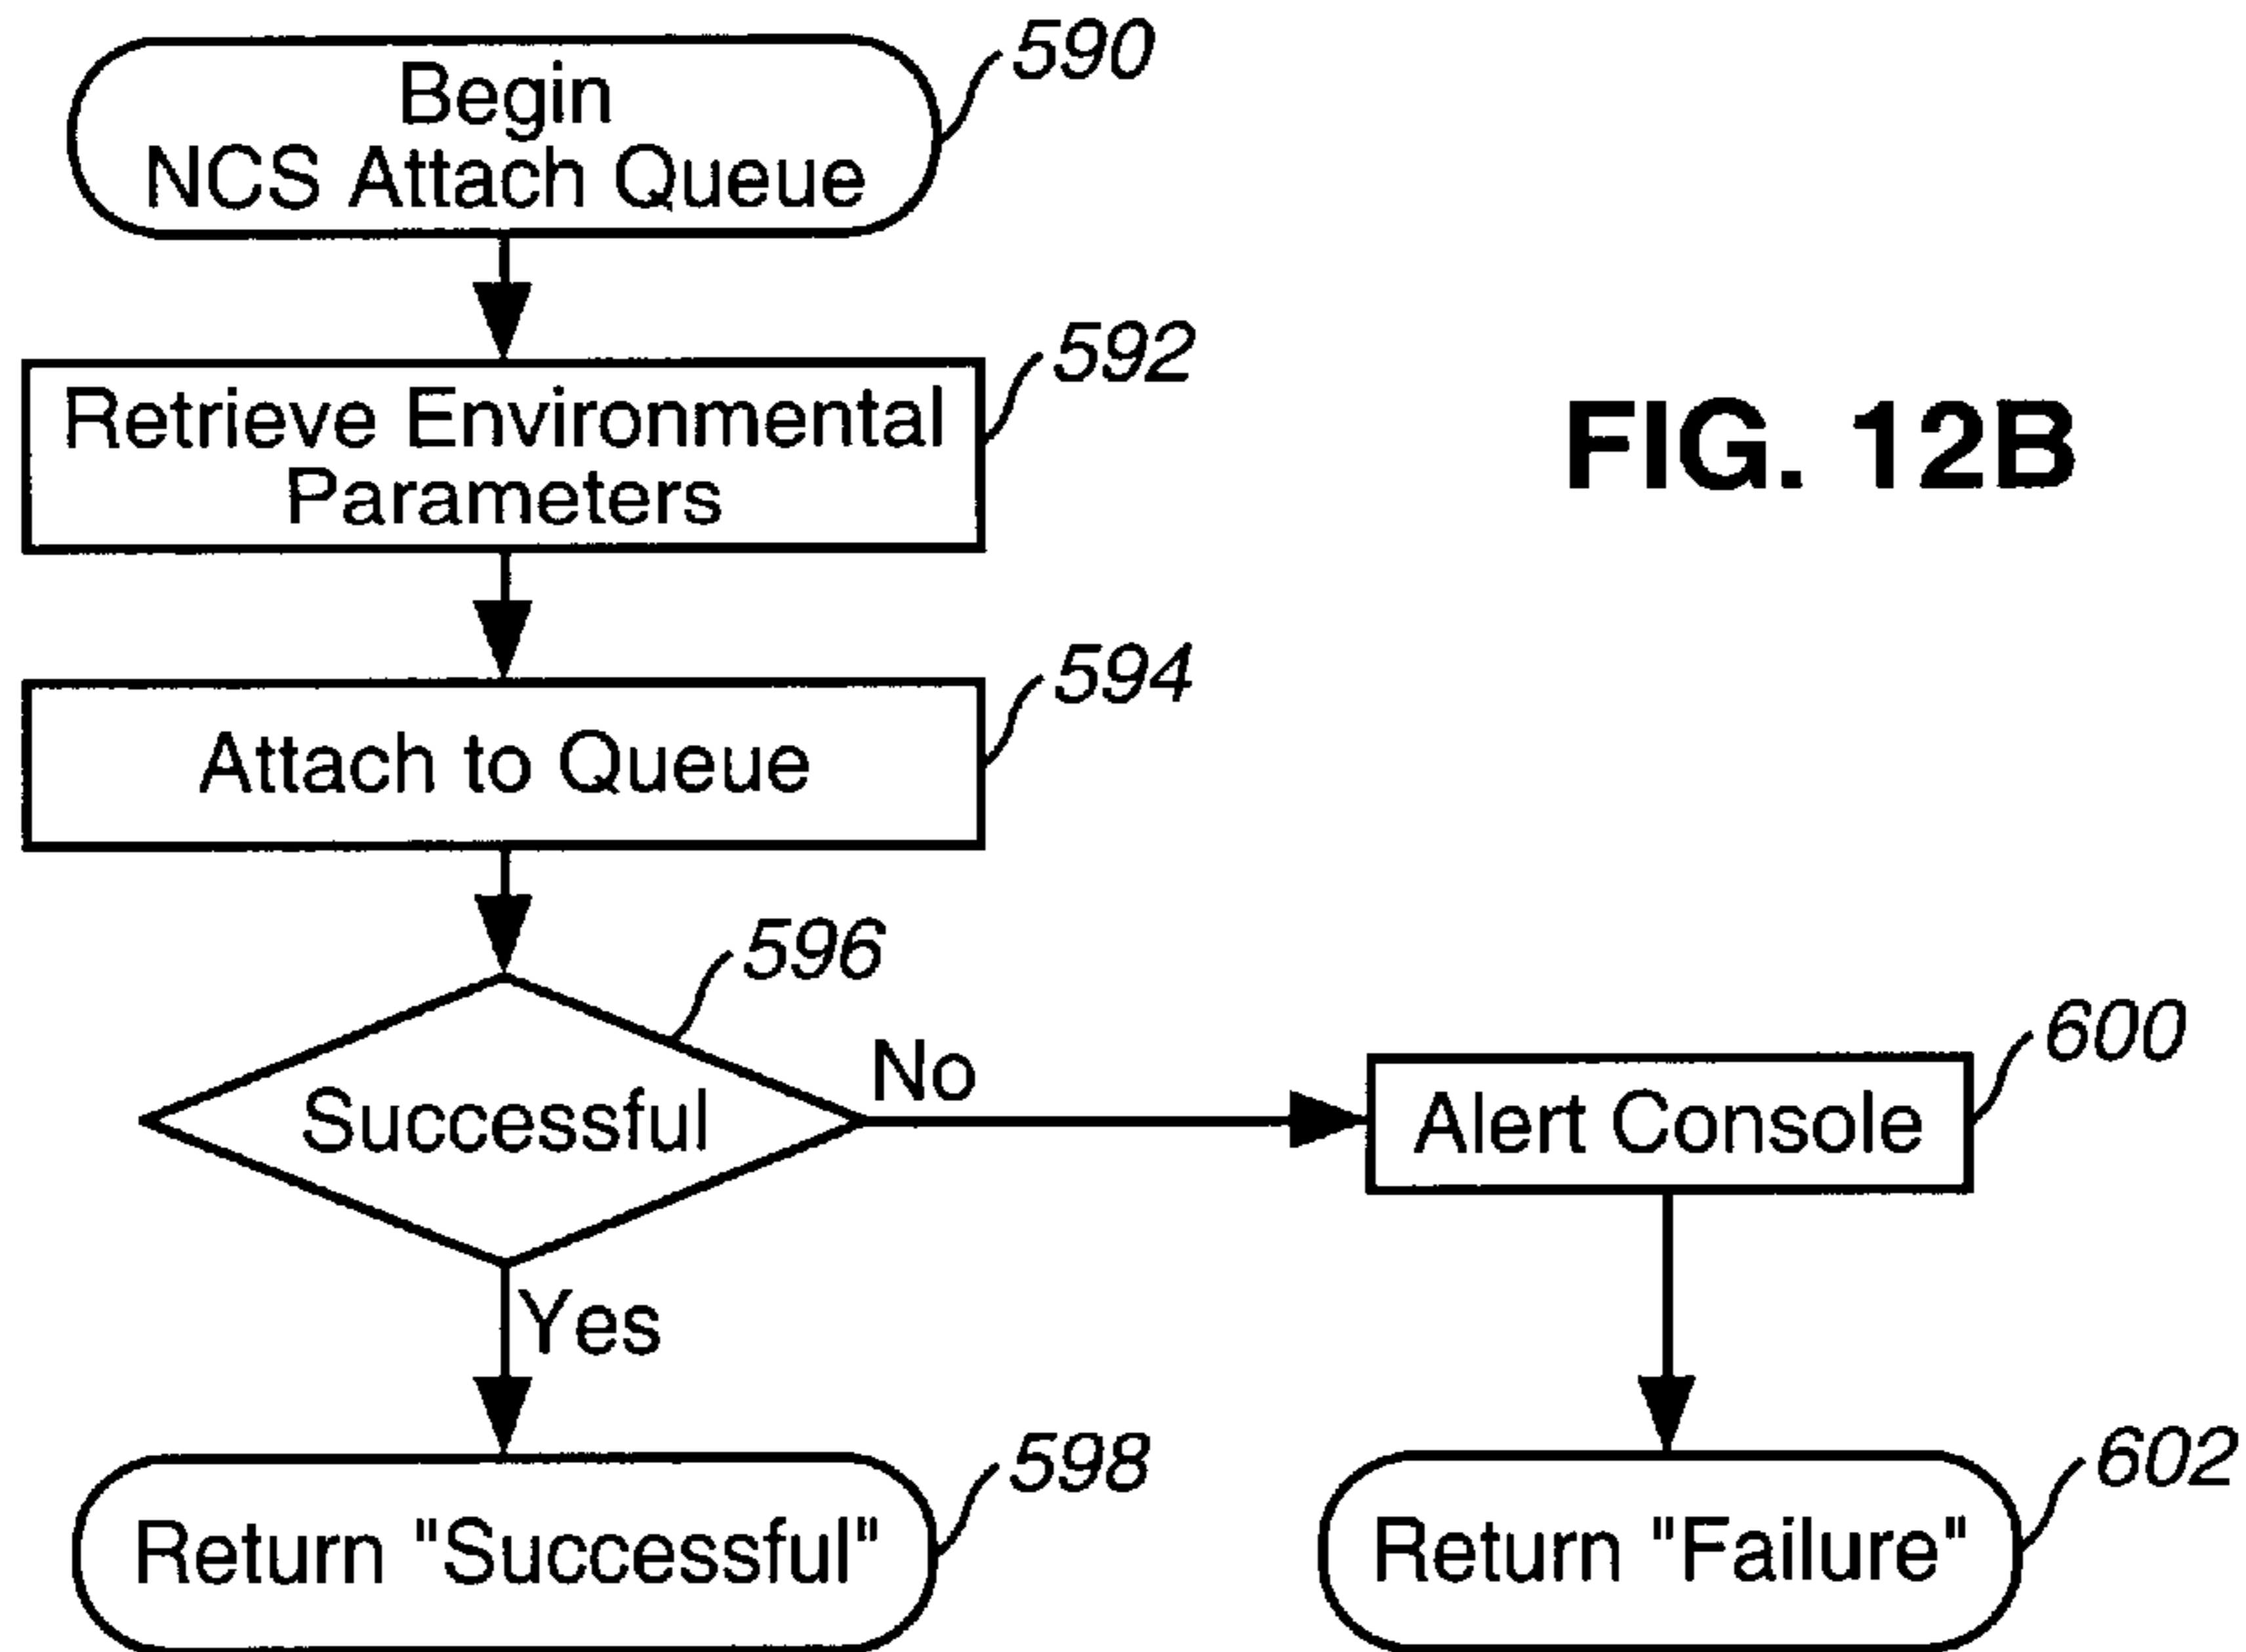 Begin
NCS Attach Queue
590
Retrieve Environmental
Parameters
592
FIG. 12B
Attach to Queue
594
596
Successful
No
Alert Console
600
Yes
Return "Successful"
598
Return "Failure"
602